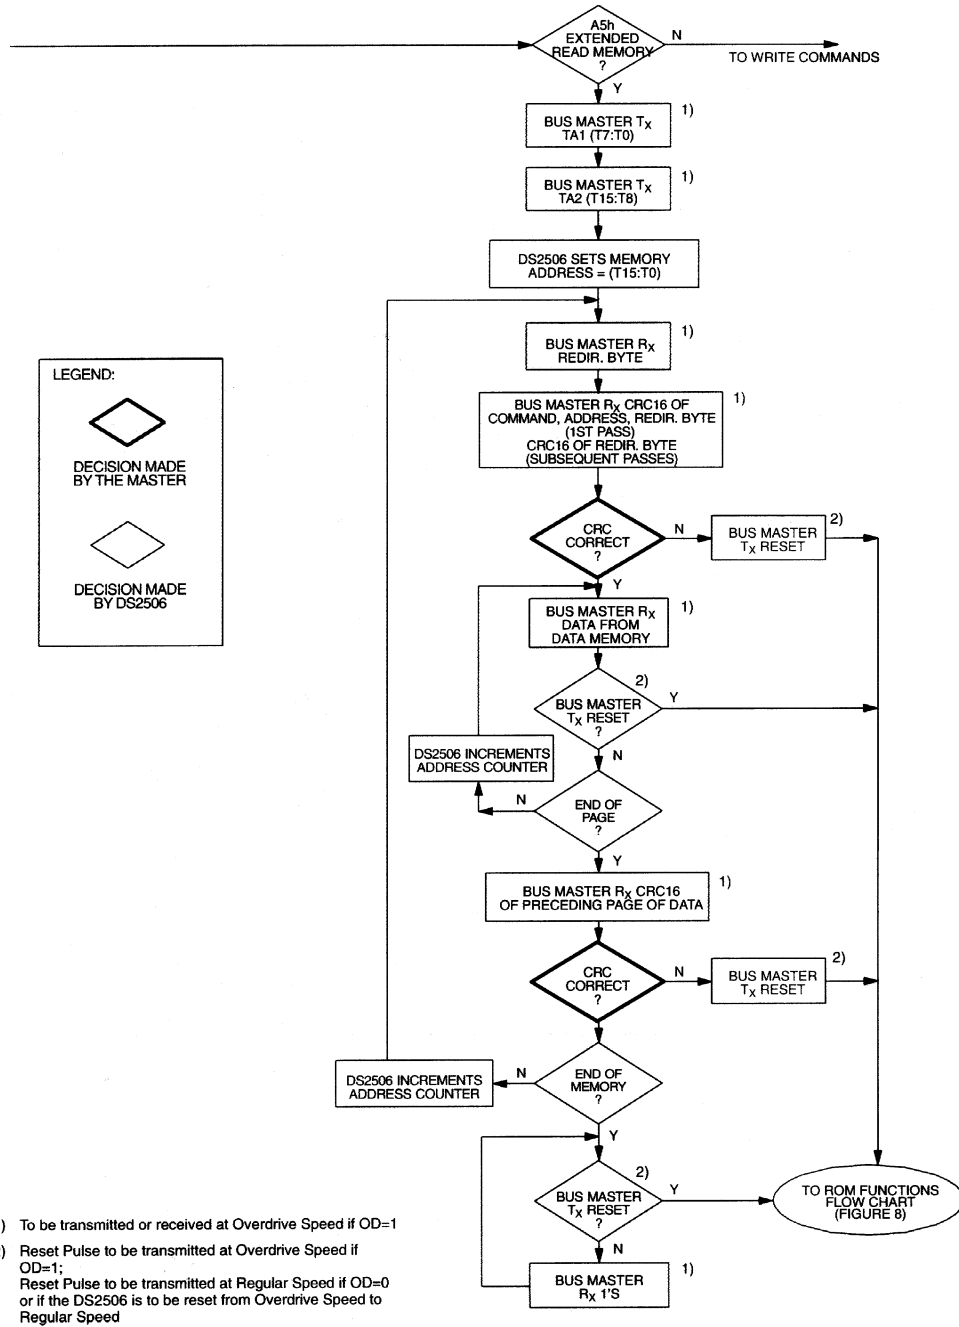 A5h
EXTENDED
READ MEMORY
?
N
TO WRITE COMMANDS
Y
BUS MASTER TX
TA1 (T7:T0)
1)
BUS MASTER TX
TA2 (T15:T8)
1)
DS2506 SETS MEMORY
ADDRESS = (T15:T0)
BUS MASTER RX
REDIR. BYTE
1)
LEGEND:
DECISION MADE
BY THE MASTER
DECISION MADE
BY DS2506
BUS MASTER RX CRC16 OF
COMMAND, ADDRESS, REDIR. BYTE
(1ST PASS)
CRC16 OF REDIR. BYTE
(SUBSEQUENT PASSES)
1)
CRC
CORRECT
?
N
BUS MASTER
TX RESET
2)
Y
BUS MASTER RX
DATA FROM
DATA MEMORY
1)
BUS MASTER
TX RESET
?
2)
Y
N
DS2506 INCREMENTS
ADDRESS COUNTER
END OF
PAGE
?
N
Y
BUS MASTER RX CRC16
OF PRECEDING PAGE OF DATA
1)
CRC
CORRECT
?
N
BUS MASTER
TX RESET
2)
END OF
MEMORY
?
N
DS2506 INCREMENTS
ADDRESS COUNTER
Y
BUS MASTER
TX RESET
?
2)
Y
TO ROM FUNCTIONS
FLOW CHART
(FIGURE 8)
N
BUS MASTER
RX 1'S
1)
) To be transmitted or received at Overdrive Speed if OD=1
) Reset Pulse to be transmitted at Overdrive Speed if
OD=1;
Reset Pulse to be transmitted at Regular Speed if OD=0
or if the DS2506 is to be reset from Overdrive Speed to
Regular Speed